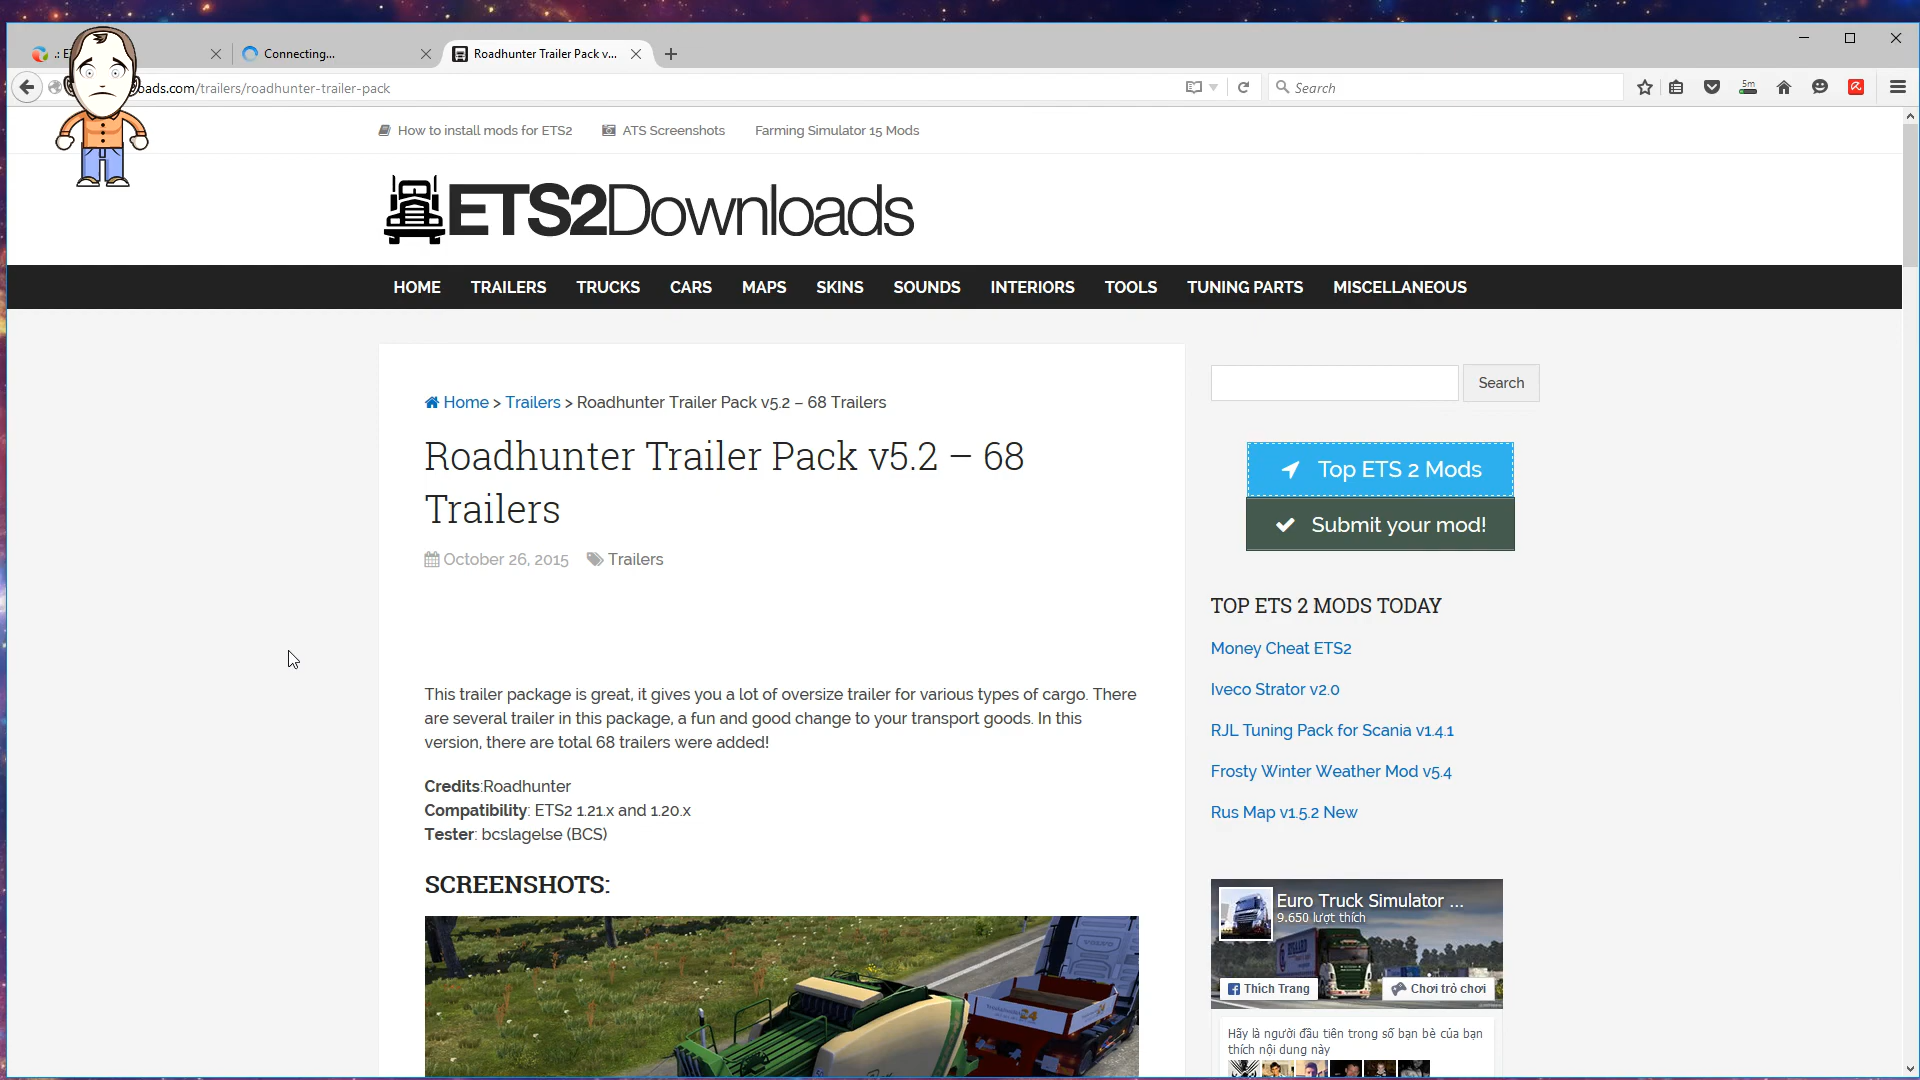 .: E
Connecting...
Roadhunter Trailer Pack v...
oads.com/trailers/roadhunter-trailer-pack
Search
5m
How to install mods for ETS2
ATS Screenshots
Farming Simulator 15 Mods
ETS2Downloads
HOME
TRAILERS
TRUCKS
CARS
MAPS
SKINS
SOUNDS
INTERIORS
TOOLS
TUNING PARTS
MISCELLANEOUS
Home > Trailers > Roadhunter Trailer Pack v5.2 – 68 Trailers
Roadhunter Trailer Pack v5.2 – 68
Trailers
October 26, 2015
Trailers
This trailer package is great, it gives you a lot of oversize trailer for various types of cargo. There
are several trailer in this package, a fun and good change to your transport goods. In this
version, there are total 68 trailers were added!
Credits:Roadhunter
Compatibility: ETS2 1.21.x and 1.20.x
Tester: bcslagelse (BCS)
SCREENSHOTS:
Search
Top ETS 2 Mods
Submit your mod!
TOP ETS 2 MODS TODAY
Money Cheat ETS2
Iveco Strator v2.0
RJL Tuning Pack for Scania v1.4.1
Frosty Winter Weather Mod v5.4
Rus Map v1.5.2 New
Euro Truck Simulator ...
9.650 lượt thích
Thích Trang
Chơi trò chơi
Hãy là người đầu tiên trong số bạn bè của bạn
thích nội dung này